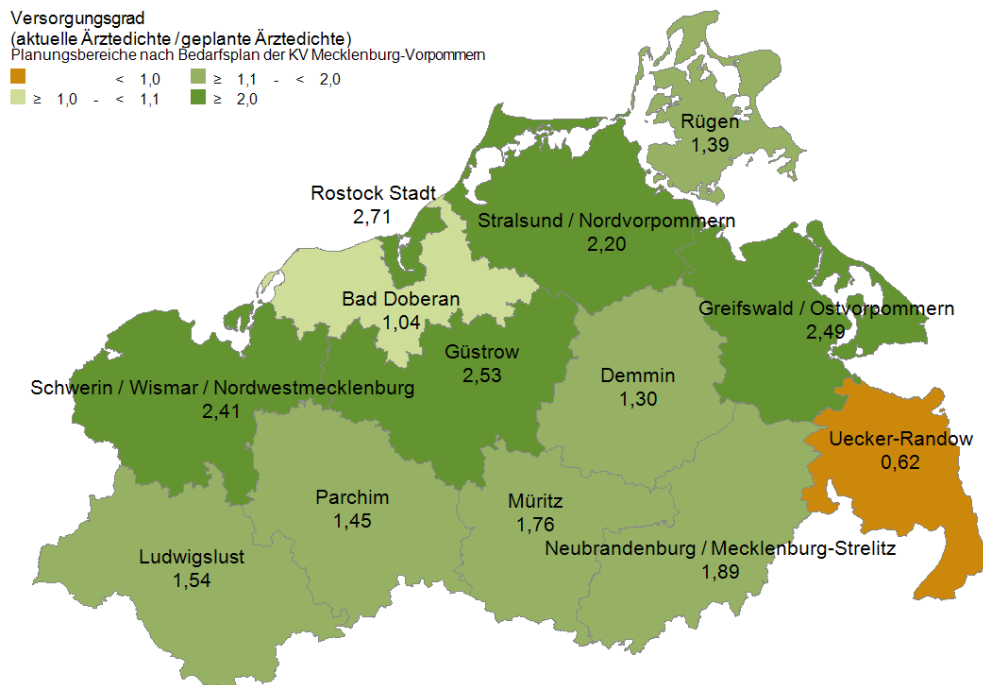 Versorgungsgrad
(aktuelle Ärztedichte / geplante Ärztedichte)
Planungsbereiche nach Bedarfsplan der KV Mecklenburg-Vorpommern
< 1,0 ≥ 1,1 - < 2,0
≥ 1,0 - < 1,1 ≥ 2,0
Rügen
1,39
Rostock Stadt
2,71
Stralsund / Nordvorpommern
2,20
Bad Doberan
1,04
Greifswald / Ostvorpommern
2,49
Güstrow
2,53
Schwerin / Wismar / Nordwestmecklenburg
2,41
Demmin
1,30
Uecker-Randow
0,62
Parchim
1,45
Müritz
1,76
Neubrandenburg / Mecklenburg-Strelitz
1,89
Ludwigslust
1,54